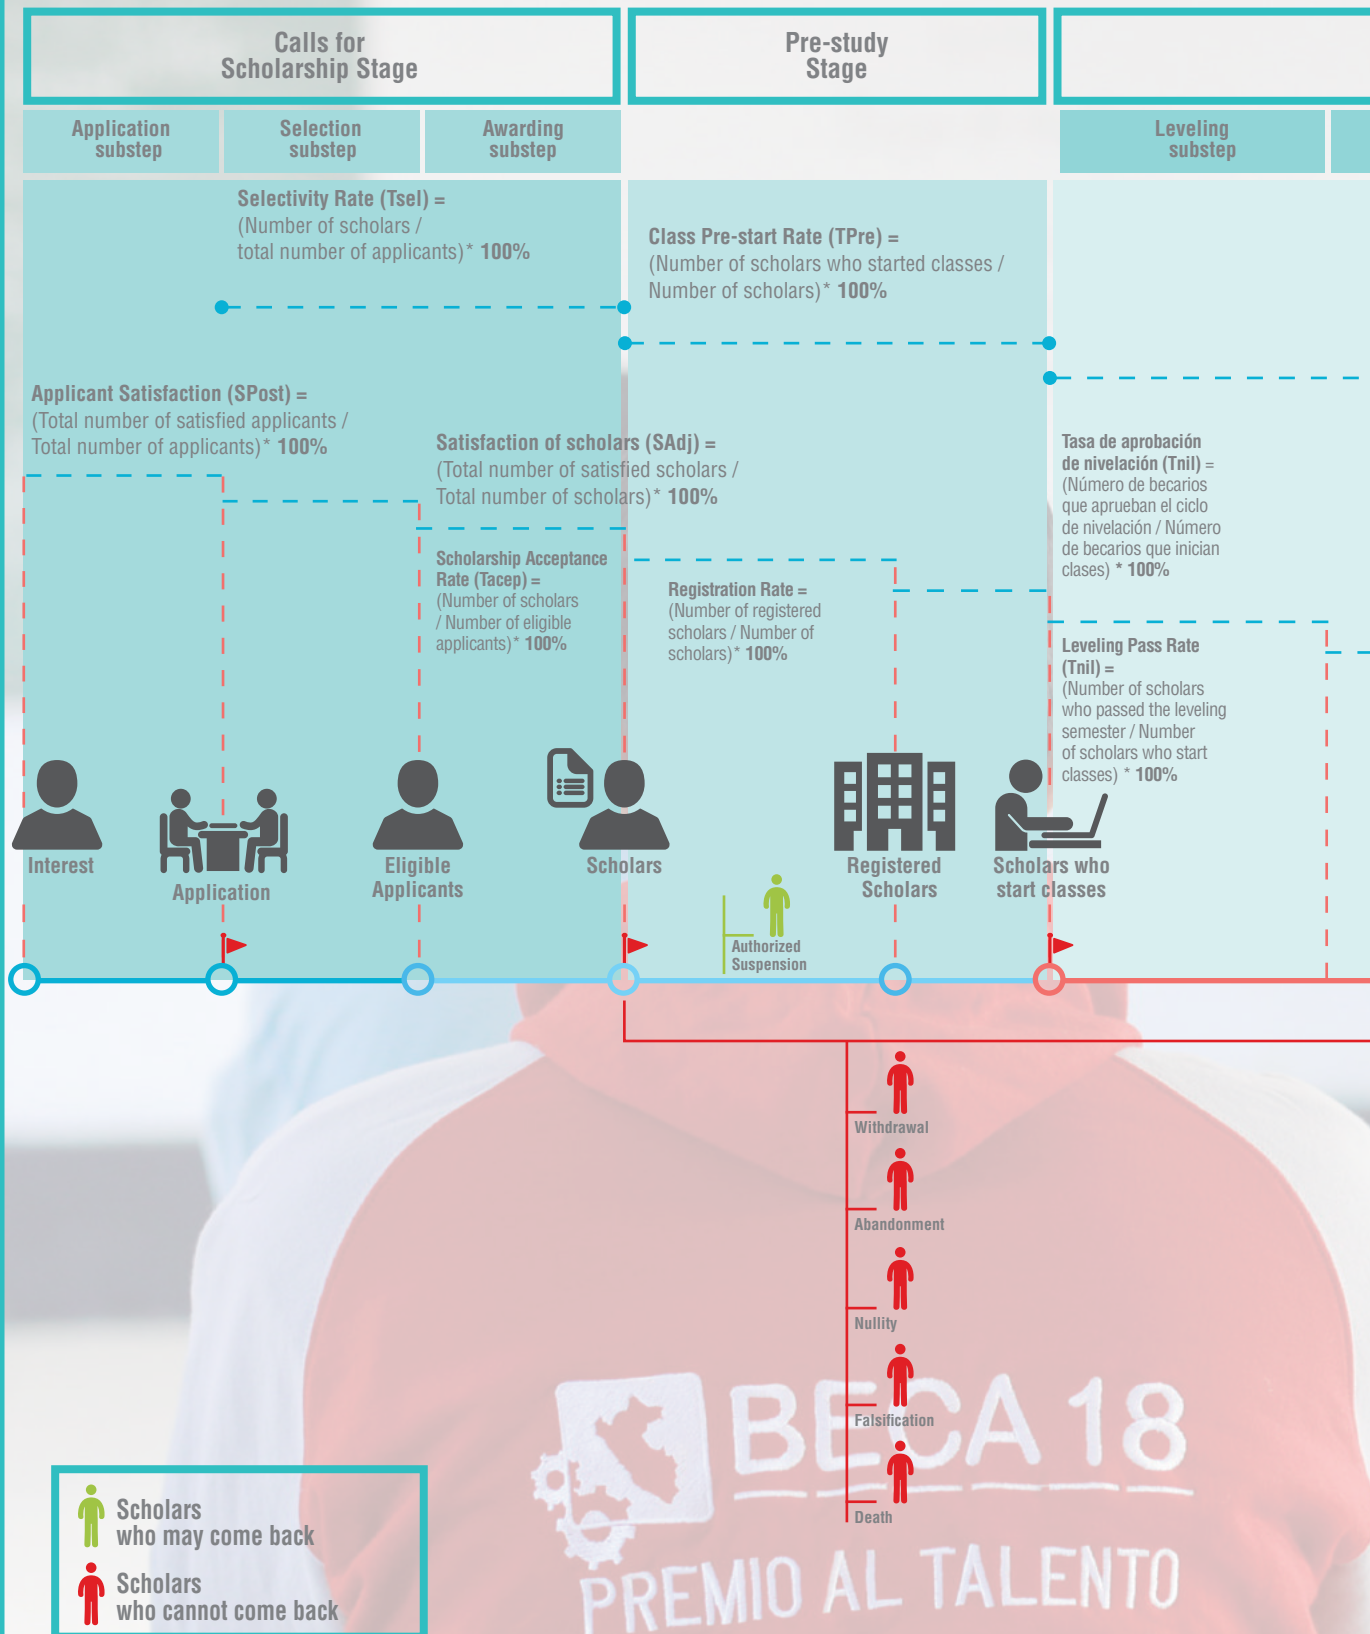 Calls for
Scholarship Stage
Pre-study
Stage
Application
substep
Selection
substep
Awarding
substep
Leveling
substep
Selectivity Rate (Tsel) =
(Number of scholars /
total number of applicants)* 100%
Class Pre-start Rate (TPre) =
(Number of scholars who started classes /
Number of scholars)* 100%
Applicant Satisfaction (SPost) =
(Total number of satisfied applicants /
Total number of applicants)* 100%
Satisfaction of scholars (SAdj) =
(Total number of satisfied scholars /
Total number of scholars)* 100%
Scholarship Acceptance
Rate (Tacep) =
(Number of scholars
/ Number of eligible
applicants)* 100%
Registration Rate =
(Number of registered
scholars / Number of
scholars)* 100%
Tasa de aprobación
de nivelación (Tnil) =
(Número de becarios
que aprueban el ciclo
de nivelación / Número
de becarios que inician
clases) * 100%
Leveling Pass Rate
(Tnil) =
(Number of scholars
who passed the leveling
semester / Number
of scholars who start
classes) * 100%
Interest
Application
Eligible
Applicants
Scholars
Registered
Scholars
Scholars who
start classes
Authorized
Suspension
Withdrawal
Abandonment
Nullity
Falsification
Death
BECA 18
PREMIO AL TALENTO
Scholars
who may come back
Scholars
who cannot come back